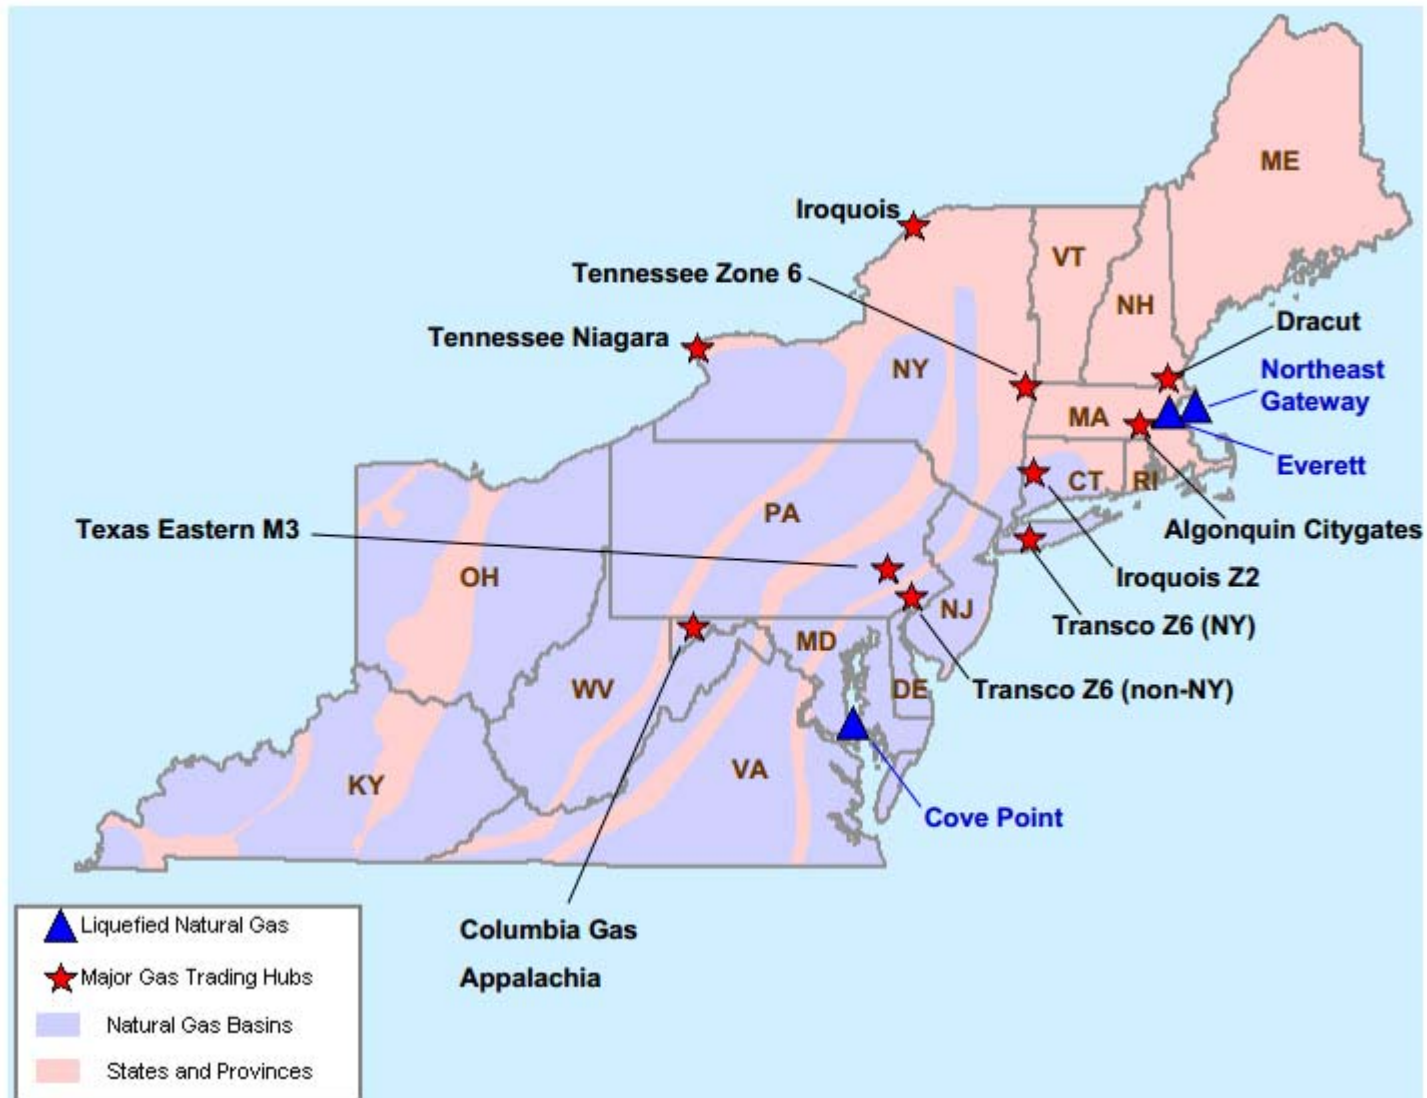 ME
Iroquois
VT
Tennessee Zone 6
NH
Dracut
Tennessee Niagara
NY
Northeast
Gateway
MA
Everett
CT
RI
PA
Texas Eastern M3
Algonquin Citygates
OH
Iroquois Z2
NJ
Transco Z6 (NY)
MD
WV
DE
Transco Z6 (non-NY)
VA
KY
Cove Point
Columbia Gas
Appalachia
Liquefied Natural Gas
Major Gas Trading Hubs
Natural Gas Basins
States and Provinces